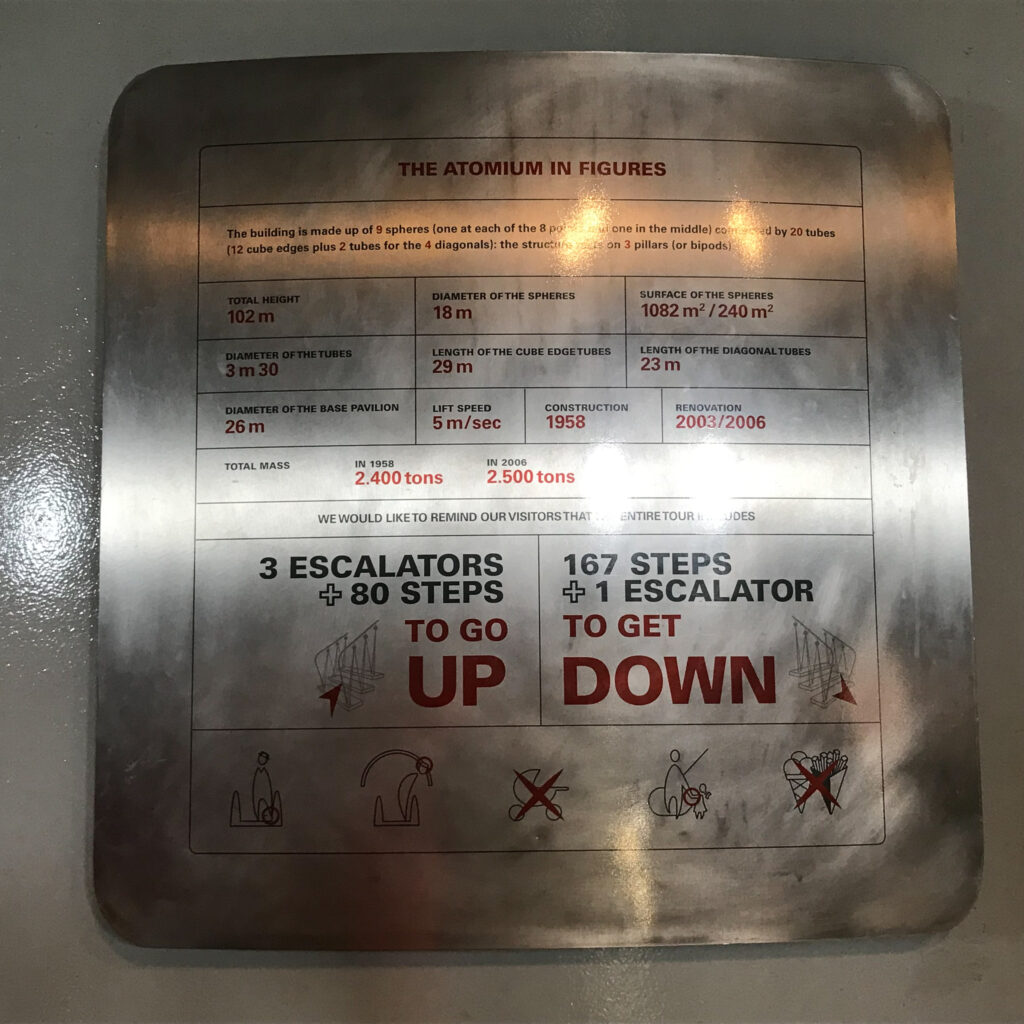 THE ATOMIUM IN FIGURES
The building is made up of 9 spheres (one at each of the 8 one in the middle) by 20 tubes
(12 cube edges plus 2 tubes for the 4 diagonals): the on 3 pillars (or bipods)
TOTAL HEIGHT
102 m
DIAMETER OF THE SPHERES
18 m
SURFACE OF THE SPHERES
1082 m² / 240 m²
DIAMETER OF THE TUBES
3 m 30
LENGTH OF THE CUBE EDGE TUBES
29 m
LENGTH OF THE DIAGONAL TUBES
23 m
DIAMETER OF THE BASE PAVILION
26 m
LIFT SPEED
5 m/sec
CONSTRUCTION
1958
RENOVATION
2003/2006
TOTAL MASS
IN 1958
2.400 tons
IN 2006
2.500 tons
WE WOULD LIKE TO REMIND OUR VISITORS THAT ENTIRE TOUR
3 ESCALATORS
+ 80 STEPS
TO GO
UP
167 STEPS
+ 1 ESCALATOR
TO GET
DOWN